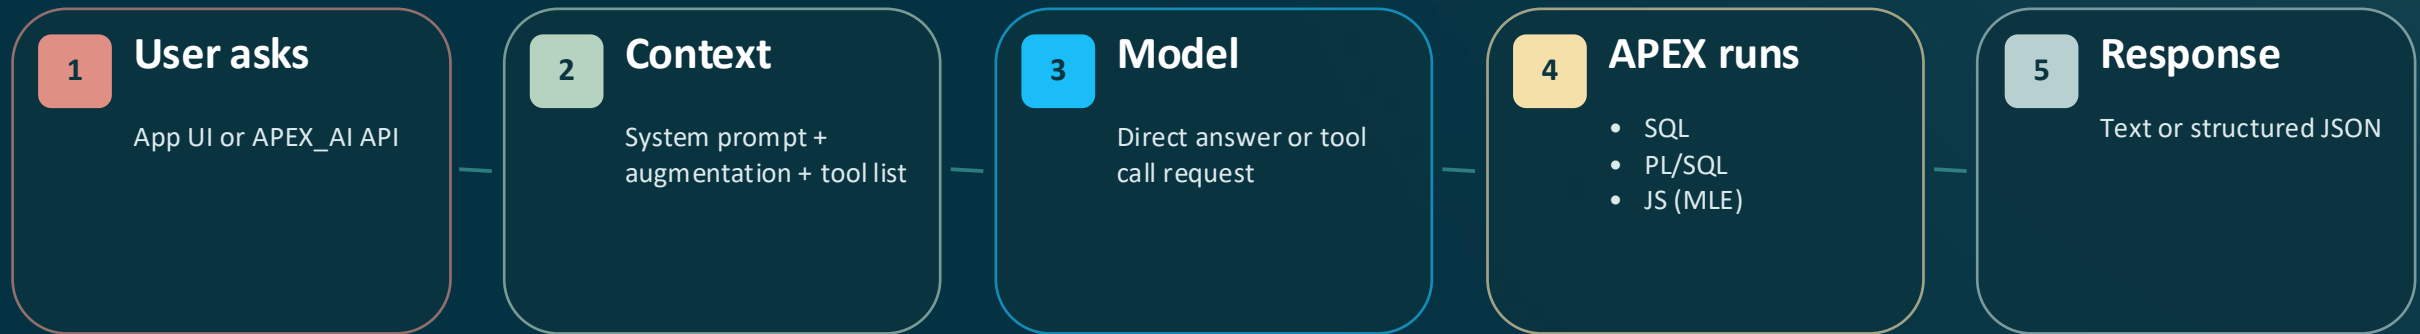 1
User asks
App UI or APEX_AI API
2
Context
System prompt +
augmentation + tool list
3
Model
Direct answer or tool
call request
4
APEX runs
• SQL
• PL/SQL
• JS (MLE)
5
Response
Text or structured JSON